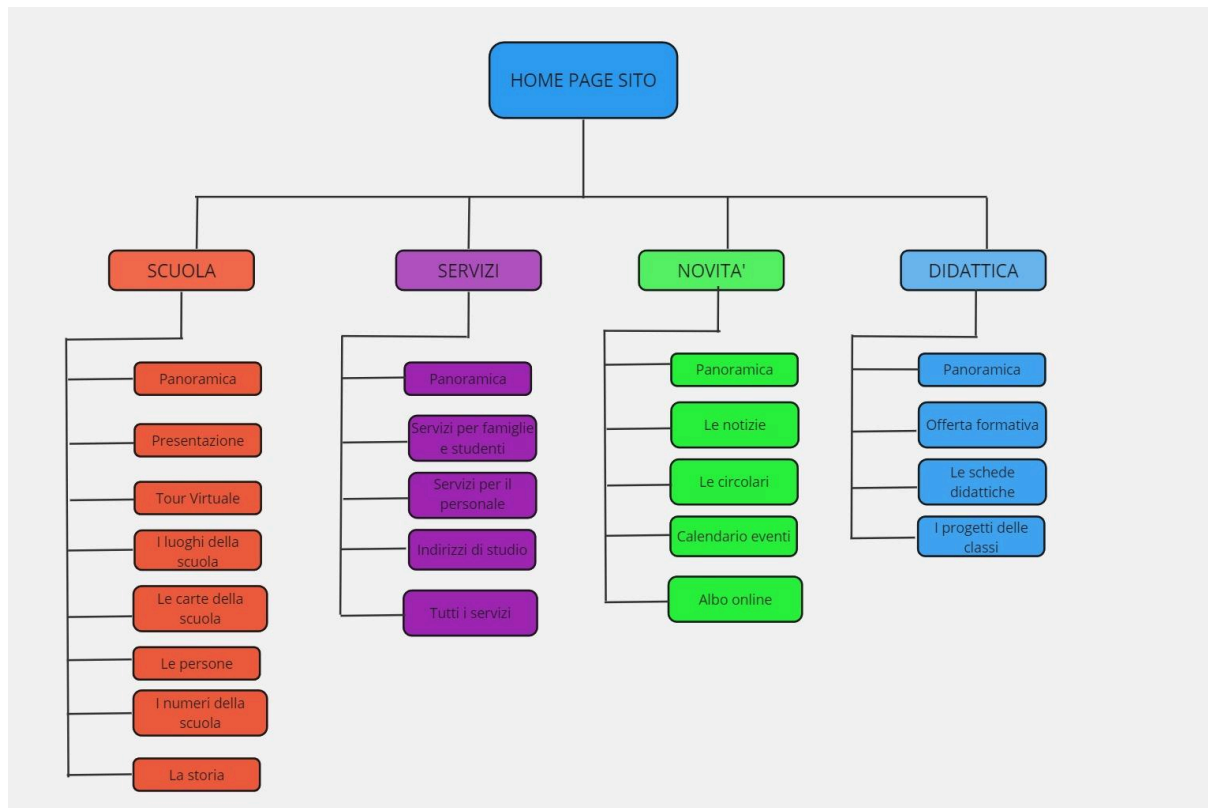 HOME PAGE SITO
SCUOLA
Panoramica
Presentazione
Tour Virtuale
I luoghi della
scuola
Le carte della
scuola
Le persone
I numeri della
scuola
La storia
SERVIZI
Panoramica
Servizi per famiglie
e studenti
Servizi per il
personale
Indirizzi di studio
Tutti i servizi
NOVITA'
Panoramica
Le notizie
Le circolari
Calendario eventi
Albo online
DIDATTICA
Panoramica
Offerta formativa
Le schede
didattiche
I progetti delle
classi